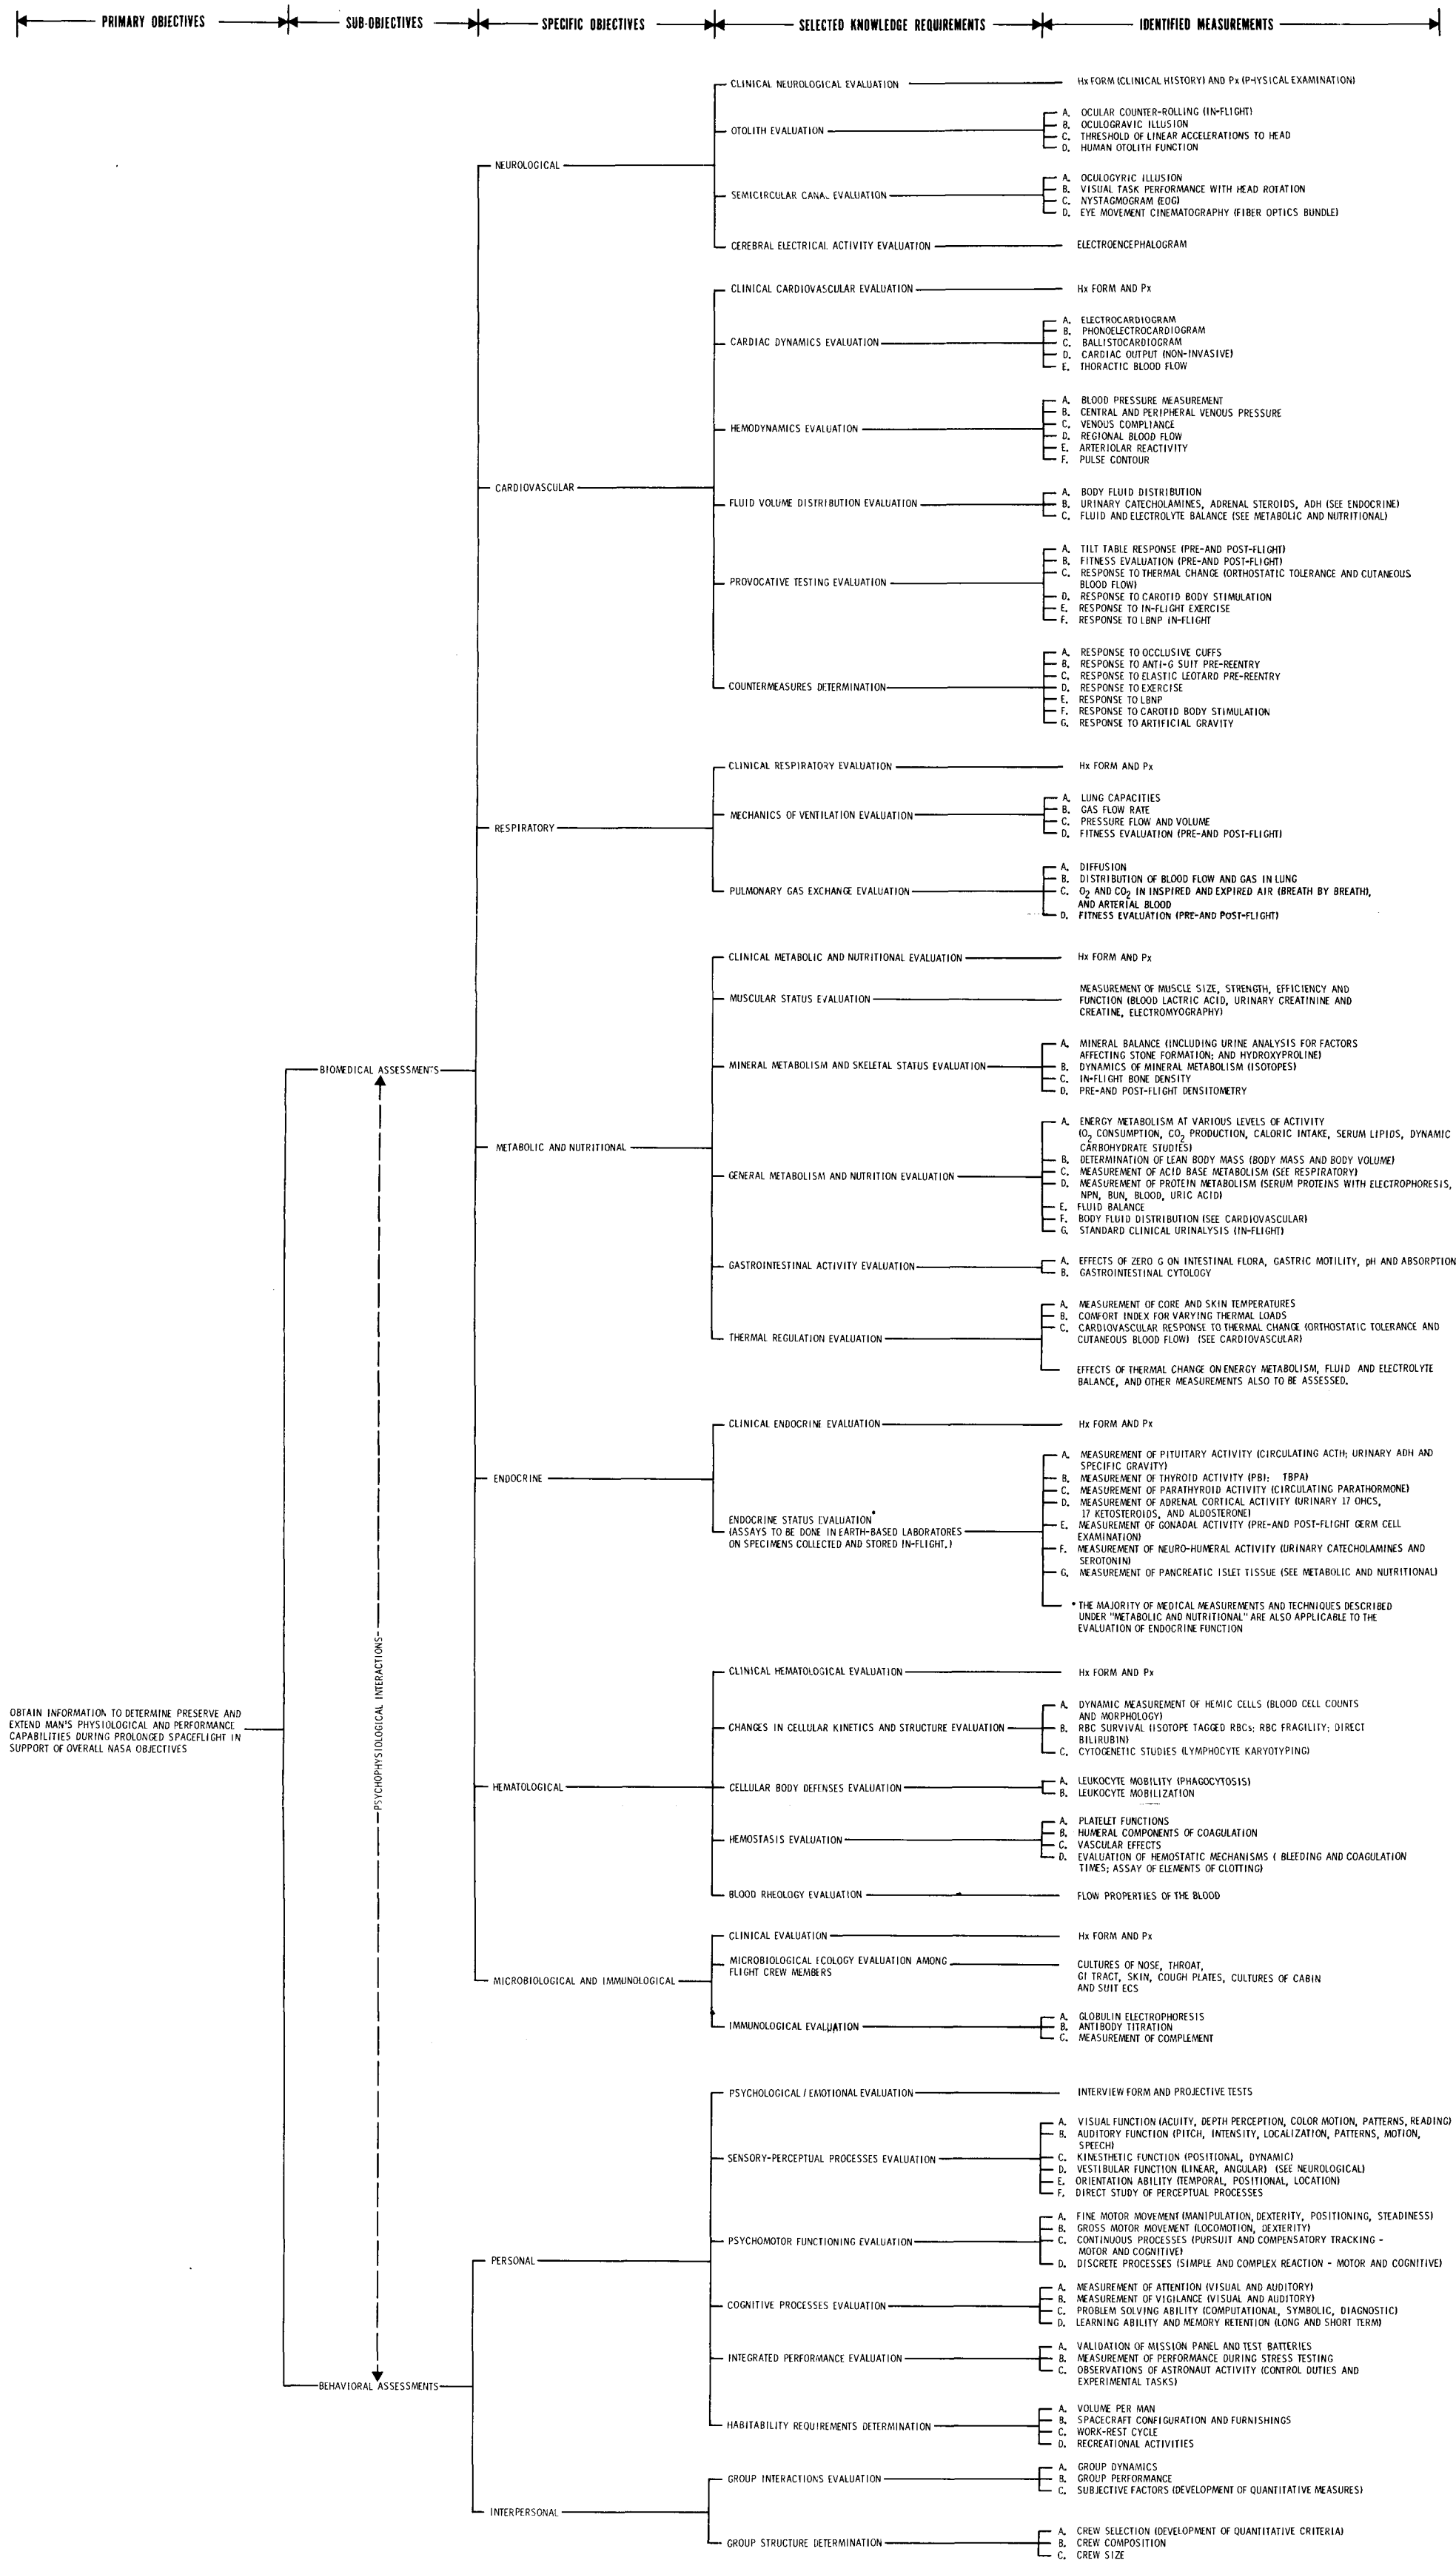 PRIMARY OBJECTIVES
SUB-OBJECTIVES
SPECIFIC OBJECTIVES
SELECTED KNOWLEDGE REQUIREMENTS
IDENTIFIED MEASUREMENTS
OBTAIN INFORMATION TO DETERMINE PRESERVE AND
EXTEND MAN'S PHYSIOLOGICAL AND PERFORMANCE
CAPABILITIES DURING PROLONGED SPACEFLIGHT IN
SUPPORT OF OVERALL NASA OBJECTIVES
BIOMEDICAL ASSESSMENTS
PSYCHOPHYSIOLOGICAL INTERACTIONS
NEUROLOGICAL
CLINICAL NEUROLOGICAL EVALUATION
Hx FORM (CLINICAL HISTORY) AND Px (PHYSICAL EXAMINATION)
OTOLITH EVALUATION
A. OCULAR COUNTER-ROLLING (IN-FLIGHT)
B. OCULOGRAVIC ILLUSION
C. THRESHOLD OF LINEAR ACCELERATIONS TO HEAD
D. HUMAN OTOLITH FUNCTION
SEMICIRCULAR CANAL EVALUATION
A. OCULOGYRIC ILLUSION
B. VISUAL TASK PERFORMANCE WITH HEAD ROTATION
C. NYSTAGMOGRAM (EOG)
D. EYE MOVEMENT CINEMATOGRAPHY (FIBER OPTICS BUNDLE)
CEREBRAL ELECTRICAL ACTIVITY EVALUATION
ELECTROENCEPHALOGRAM
CARDIOVASCULAR
CLINICAL CARDIOVASCULAR EVALUATION
Hx FORM AND Px
CARDIAC DYNAMICS EVALUATION
A. ELECTROCARDIOGRAM
B. PHONOELECTROCARDIOGRAM
C. BALLISTOCARDIOGRAM
D. CARDIAC OUTPUT (NON-INVASIVE)
E. THORACTIC BLOOD FLOW
HEMODYNAMICS EVALUATION
A. BLOOD PRESSURE MEASUREMENT
B. CENTRAL AND PERIPHERAL VENOUS PRESSURE
C. VENOUS COMPLIANCE
D. REGIONAL BLOOD FLOW
E. ARTERIOLAR REACTIVITY
F. PULSE CONTOUR
FLUID VOLUME DISTRIBUTION EVALUATION
A. BODY FLUID DISTRIBUTION
B. URINARY CATECHOLAMINES, ADRENAL STEROIDS, ADH (SEE ENDOCRINE)
C. FLUID AND ELECTROLYTE BALANCE (SEE METABOLIC AND NUTRITIONAL)
PROVOCATIVE TESTING EVALUATION
A. TILT TABLE RESPONSE (PRE-AND POST-FLIGHT)
B. FITNESS EVALUATION (PRE-AND POST-FLIGHT)
C. RESPONSE TO THERMAL CHANGE (ORTHOSTATIC TOLERANCE AND CUTANEOUS
BLOOD FLOW)
D. RESPONSE TO CAROTID BODY STIMULATION
E. RESPONSE TO IN-FLIGHT EXERCISE
F. RESPONSE TO LBNP IN-FLIGHT
COUNTERMEASURES DETERMINATION
A. RESPONSE TO OCCLUSIVE CUFFS
B. RESPONSE TO ANTI-G SUIT PRE-REENTRY
C. RESPONSE TO ELASTIC LEOTARD PRE-REENTRY
D. RESPONSE TO EXERCISE
E. RESPONSE TO LBNP
F. RESPONSE TO CAROTID BODY STIMULATION
G. RESPONSE TO ARTIFICIAL GRAVITY
RESPIRATORY
CLINICAL RESPIRATORY EVALUATION
Hx FORM AND Px
MECHANICS OF VENTILATION EVALUATION
A. LUNG CAPACITIES
B. GAS FLOW RATE
C. PRESSURE FLOW AND VOLUME
D. FITNESS EVALUATION (PRE-AND POST-FLIGHT)
PULMONARY GAS EXCHANGE EVALUATION
A. DIFFUSION
B. DISTRIBUTION OF BLOOD FLOW AND GAS IN LUNG
C. O2 AND CO2 IN INSPIRED AND EXPIRED AIR (BREATH BY BREATH),
AND ARTERIAL BLOOD
D. FITNESS EVALUATION (PRE-AND POST-FLIGHT)
METABOLIC AND NUTRITIONAL
CLINICAL METABOLIC AND NUTRITIONAL EVALUATION
Hx FORM AND Px
MUSCULAR STATUS EVALUATION
MEASUREMENT OF MUSCLE SIZE, STRENGTH, EFFICIENCY AND
FUNCTION (BLOOD LACTRIC ACID, URINARY CREATININE AND
CREATINE, ELECTROMYOGRAPHY)
MINERAL METABOLISM AND SKELETAL STATUS EVALUATION
A. MINERAL BALANCE (INCLUDING URINE ANALYSIS FOR FACTORS
AFFECTING STONE FORMATION; AND HYDROXYPROLINE)
B. DYNAMICS OF MINERAL METABOLISM (ISOTOPES)
C. IN-FLIGHT BONE DENSITY
D. PRE-AND POST-FLIGHT DENSITOMETRY
GENERAL METABOLISM AND NUTRITION EVALUATION
A. ENERGY METABOLISM AT VARIOUS LEVELS OF ACTIVITY
(O2 CONSUMPTION, CO2 PRODUCTION, CALORIC INTAKE, SERUM LIPIDS, DYNAMIC
CARBOHYDRATE STUDIES)
B. DETERMINATION OF LEAN BODY MASS (BODY MASS AND BODY VOLUME)
C. MEASUREMENT OF ACID BASE METABOLISM (SEE RESPIRATORY)
D. MEASUREMENT OF PROTEIN METABOLISM (SERUM PROTEINS WITH ELECTROPHORESIS,
NPN, BUN, BLOOD, URIC ACID)
E. FLUID BALANCE
F. BODY FLUID DISTRIBUTION (SEE CARDIOVASCULAR)
G. STANDARD CLINICAL URINALYSIS (IN-FLIGHT)
GASTROINTESTINAL ACTIVITY EVALUATION
A. EFFECTS OF ZERO G ON INTESTINAL FLORA, GASTRIC MOTILITY, pH AND ABSORPTION
B. GASTROINTESTINAL CYTOLOGY
THERMAL REGULATION EVALUATION
A. MEASUREMENT OF CORE AND SKIN TEMPERATURES
B. COMFORT INDEX FOR VARYING THERMAL LOADS
C. CARDIOVASCULAR RESPONSE TO THERMAL CHANGE (ORTHOSTATIC TOLERANCE AND
CUTANEOUS BLOOD FLOW) (SEE CARDIOVASCULAR)
EFFECTS OF THERMAL CHANGE ON ENERGY METABOLISM, FLUID AND ELECTROLYTE
BALANCE, AND OTHER MEASUREMENTS ALSO TO BE ASSESSED.
ENDOCRINE
CLINICAL ENDOCRINE EVALUATION
Hx FORM AND Px
ENDOCRINE STATUS EVALUATION*
(ASSAYS TO BE DONE IN EARTH-BASED LABORATORES
ON SPECIMENS COLLECTED AND STORED IN-FLIGHT.)
A. MEASUREMENT OF PITUITARY ACTIVITY (CIRCULATING ACTH; URINARY ADH AND
SPECIFIC GRAVITY)
B. MEASUREMENT OF THYROID ACTIVITY (PBI: TBPA)
C. MEASUREMENT OF PARATHYROID ACTIVITY (CIRCULATING PARATHORMONE)
D. MEASUREMENT OF ADRENAL CORTICAL ACTIVITY (URINARY 17 OHCS,
17 KETOSTEROIDS, AND ALDOSTERONE)
E. MEASUREMENT OF GONADAL ACTIVITY (PRE-AND POST-FLIGHT GERM CELL
EXAMINATION)
F. MEASUREMENT OF NEURO-HUMERAL ACTIVITY (URINARY CATECHOLAMINES AND
SEROTONIN)
G. MEASUREMENT OF PANCREATIC ISLET TISSUE (SEE METABOLIC AND NUTRITIONAL)
* THE MAJORITY OF MEDICAL MEASUREMENTS AND TECHNIQUES DESCRIBED
UNDER "METABOLIC AND NUTRITIONAL" ARE ALSO APPLICABLE TO THE
EVALUATION OF ENDOCRINE FUNCTION
HEMATOLOGICAL
CLINICAL HEMATOLOGICAL EVALUATION
Hx FORM AND Px
CHANGES IN CELLULAR KINETICS AND STRUCTURE EVALUATION
A. DYNAMIC MEASUREMENT OF HEMIC CELLS (BLOOD CELL COUNTS
AND MORPHOLOGY)
B. RBC SURVIVAL (ISOTOPE TAGGED RBCs; RBC FRAGILITY; DIRECT
BILIRUBIN)
C. CYTOGENETIC STUDIES (LYMPHOCYTE KARYOTYPING)
CELLULAR BODY DEFENSES EVALUATION
A. LEUKOCYTE MOBILITY (PHAGOCYTOSIS)
B. LEUKOCYTE MOBILIZATION
HEMOSTASIS EVALUATION
A. PLATELET FUNCTIONS
B. HUMERAL COMPONENTS OF COAGULATION
C. VASCULAR EFFECTS
D. EVALUATION OF HEMOSTATIC MECHANISMS ( BLEEDING AND COAGULATION
TIMES; ASSAY OF ELEMENTS OF CLOTTING)
BLOOD RHEOLOGY EVALUATION
FLOW PROPERTIES OF THE BLOOD
MICROBIOLOGICAL AND IMMUNOLOGICAL
CLINICAL EVALUATION
Hx FORM AND Px
MICROBIOLOGICAL ECOLOGY EVALUATION AMONG
FLIGHT CREW MEMBERS
CULTURES OF NOSE, THROAT,
GI TRACT, SKIN, COUGH PLATES, CULTURES OF CABIN
AND SUIT ECS
IMMUNOLOGICAL EVALUATION
A. GLOBULIN ELECTROPHORESIS
B. ANTIBODY TITRATION
C. MEASUREMENT OF COMPLEMENT
BEHAVIORAL ASSESSMENTS
PERSONAL
PSYCHOLOGICAL / EMOTIONAL EVALUATION
INTERVIEW FORM AND PROJECTIVE TESTS
SENSORY-PERCEPTUAL PROCESSES EVALUATION
A. VISUAL FUNCTION (ACUITY, DEPTH PERCEPTION, COLOR MOTION, PATTERNS, READING)
B. AUDITORY FUNCTION (PITCH, INTENSITY, LOCALIZATION, PATTERNS, MOTION,
SPEECH)
C. KINESTHETIC FUNCTION (POSITIONAL, DYNAMIC)
D. VESTIBULAR FUNCTION (LINEAR, ANGULAR) (SEE NEUROLOGICAL)
E. ORIENTATION ABILITY (TEMPORAL, POSITIONAL, LOCATION)
F. DIRECT STUDY OF PERCEPTUAL PROCESSES
PSYCHOMOTOR FUNCTIONING EVALUATION
A. FINE MOTOR MOVEMENT (MANIPULATION, DEXTERITY, POSITIONING, STEADINESS)
B. GROSS MOTOR MOVEMENT (LOCOMOTION, DEXTERITY)
C. CONTINUOUS PROCESSES (PURSUIT AND COMPENSATORY TRACKING -
MOTOR AND COGNITIVE)
D. DISCRETE PROCESSES (SIMPLE AND COMPLEX REACTION - MOTOR AND COGNITIVE)
COGNITIVE PROCESSES EVALUATION
A. MEASUREMENT OF ATTENTION (VISUAL AND AUDITORY)
B. MEASUREMENT OF VIGILANCE (VISUAL AND AUDITORY)
C. PROBLEM SOLVING ABILITY (COMPUTATIONAL, SYMBOLIC, DIAGNOSTIC)
D. LEARNING ABILITY AND MEMORY RETENTION (LONG AND SHORT TERM)
INTEGRATED PERFORMANCE EVALUATION
A. VALIDATION OF MISSION PANEL AND TEST BATTERIES
B. MEASUREMENT OF PERFORMANCE DURING STRESS TESTING
C. OBSERVATIONS OF ASTRONAUT ACTIVITY (CONTROL DUTIES AND
EXPERIMENTAL TASKS)
HABITABILITY REQUIREMENTS DETERMINATION
A. VOLUME PER MAN
B. SPACECRAFT CONFIGURATION AND FURNISHINGS
C. WORK-REST CYCLE
D. RECREATIONAL ACTIVITIES
INTERPERSONAL
GROUP INTERACTIONS EVALUATION
A. GROUP DYNAMICS
B. GROUP PERFORMANCE
C. SUBJECTIVE FACTORS (DEVELOPMENT OF QUANTITATIVE MEASURES)
GROUP STRUCTURE DETERMINATION
A. CREW SELECTION (DEVELOPMENT OF QUANTITATIVE CRITERIA)
B. CREW COMPOSITION
C. CREW SIZE